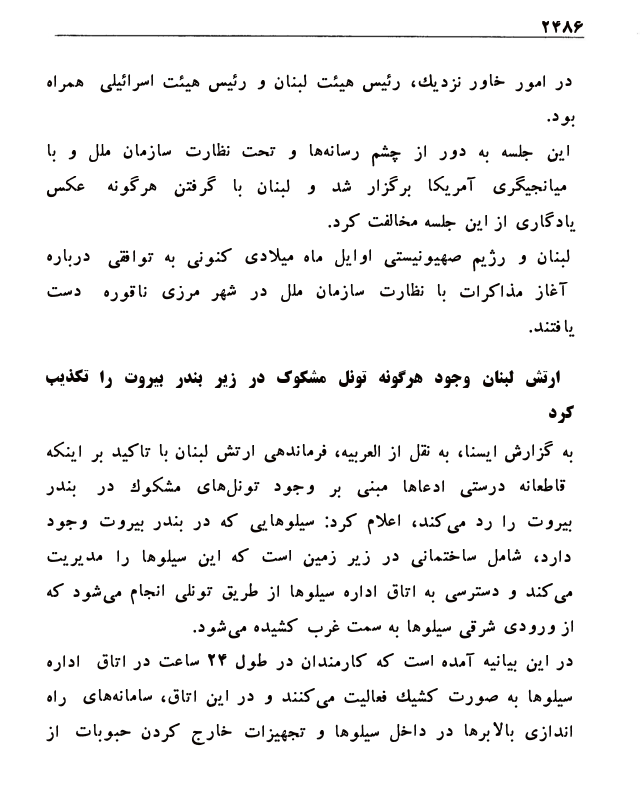 ۲۴۸۶
در امور خاور نزدیك، رئیس هیئت لبنان و رئیس هیئت اسرائیلی همراه
بود.
این جلسه به دور از چشم رسانه‌ها و تحت نظارت سازمان ملل و با
میانجیگری آمریکا برگزار شد و لبنان با گرفتن هرگونه عکس
یادگاری از این جلسه مخالفت کرد.
لبنان و رژیم صهیونیستی اوایل ماه میلادی کنونی به توافقی درباره
آغاز مذاکرات با نظارت سازمان ملل در شهر مرزی ناقوره دست
یافتند.
ارتش لبنان وجود هرگونه تونل مشکوک در زیر بندر بیروت را تکذیب
کرد
به گزارش ایسنا، به نقل از العربیه، فرماندهی ارتش لبنان با تاکید بر اینکه
قاطعانه درستی ادعاها مبنی بر وجود تونل‌های مشکوك در بندر
بیروت را رد می‌کند، اعلام کرد: سیلوهایی که در بندر بیروت وجود
دارد، شامل ساختمانی در زیر زمین است که این سیلوها را مدیریت
می‌کند و دسترسی به اتاق اداره سیلوها از طریق تونلی انجام می‌شود که
از ورودی شرقی سیلوها به سمت غرب کشیده می‌شود.
در این بیانیه آمده است که کارمندان در طول ۲۴ ساعت در اتاق اداره
سیلوها به صورت کشیك فعالیت می‌کنند و در این اتاق، سامانه‌های راه
اندازی بالابرها در داخل سیلوها و تجهیزات خارج کردن حبوبات از